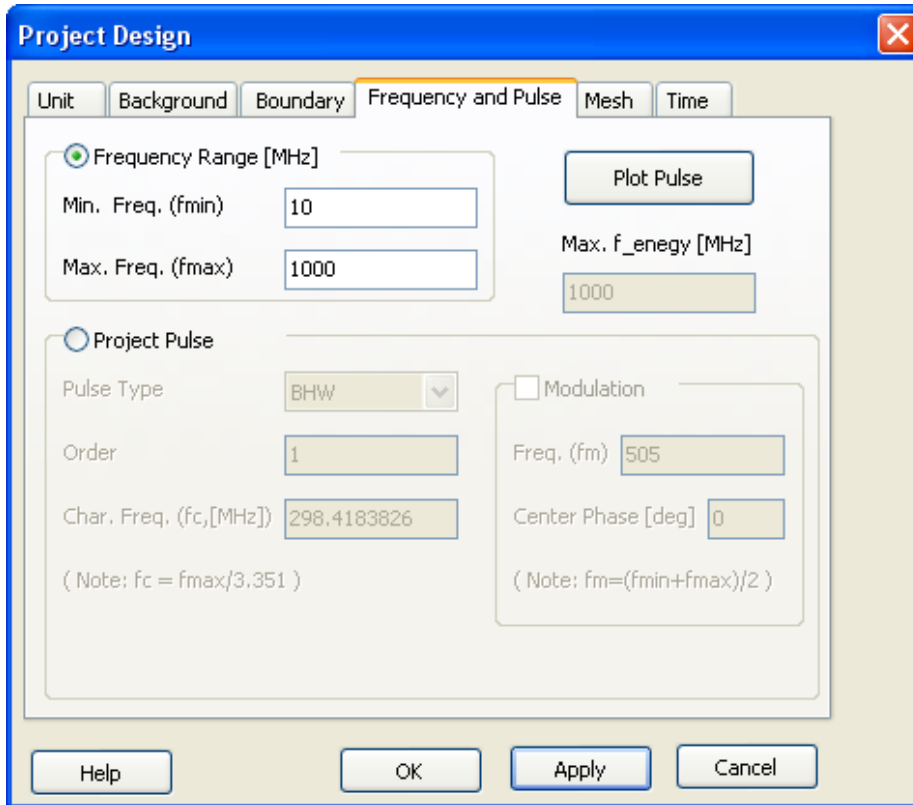 Project Design
Unit Background Boundary Frequency and Pulse Mesh Time
Frequency Range [MHz]
Min. Freq. (fmin) 10
Max. Freq. (fmax) 1000
Plot Pulse
Max. f_enegy [MHz]
1000
Project Pulse
Pulse Type BHW
Order 1
Char. Freq. (fc,[MHz]) 298.4183826
( Note: fc = fmax/3.351 )
Modulation
Freq. (fm) 505
Center Phase [deg] 0
( Note: fm=(fmin+fmax)/2 )
Help OK Apply Cancel